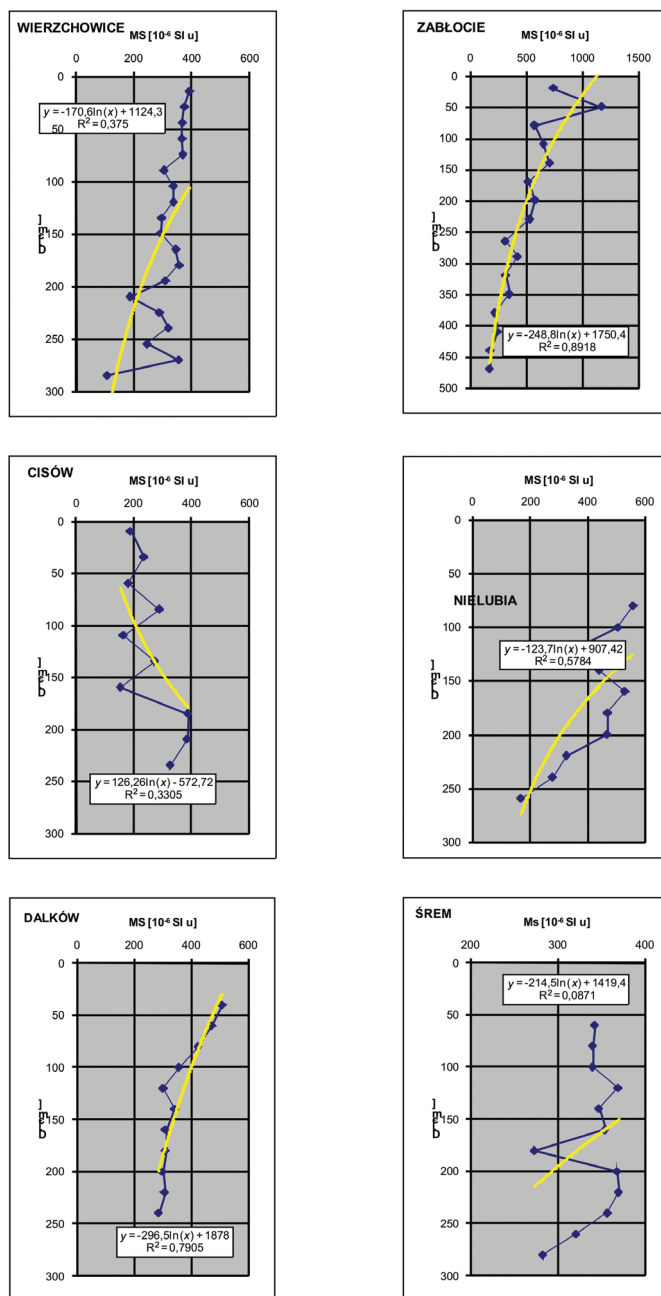 WIERZCHOWICE
MS [10-6 SI u]
0 200 400 600
0
50
100
150
200
250
300
d [cm]
y = -170,6ln(x) + 1124,3
R2 = 0,375
ZABŁOCIE
MS [10-6 SI u]
0 500 1000 1500
0
50
100
150
200
250
300
350
400
450
500
d [cm]
y = -248,8ln(x) + 1750,4
R2 = 0,8918
CISÓW
MS [10-6 SI u]
0 200 400 600
0
50
100
150
200
250
300
d [cm]
y = 126,26ln(x) - 572,72
R2 = 0,3305
MS [10-6 SI u]
0 200 400 600
0
50
100
150
200
250
300
d [cm]
NIELUBIA
y = -123,7ln(x) + 907,42
R2 = 0,5784
DALKÓW
MS [10-6 SI u]
0 200 400 600
0
50
100
150
200
250
300
d [cm]
y = -296,5ln(x) + 1878
R2 = 0,7905
ŚREM
Ms [10-6 SI u]
200 300 400
0
50
100
150
200
250
300
d [cm]
y = -214,5ln(x) + 1419,4
R2 = 0,0871